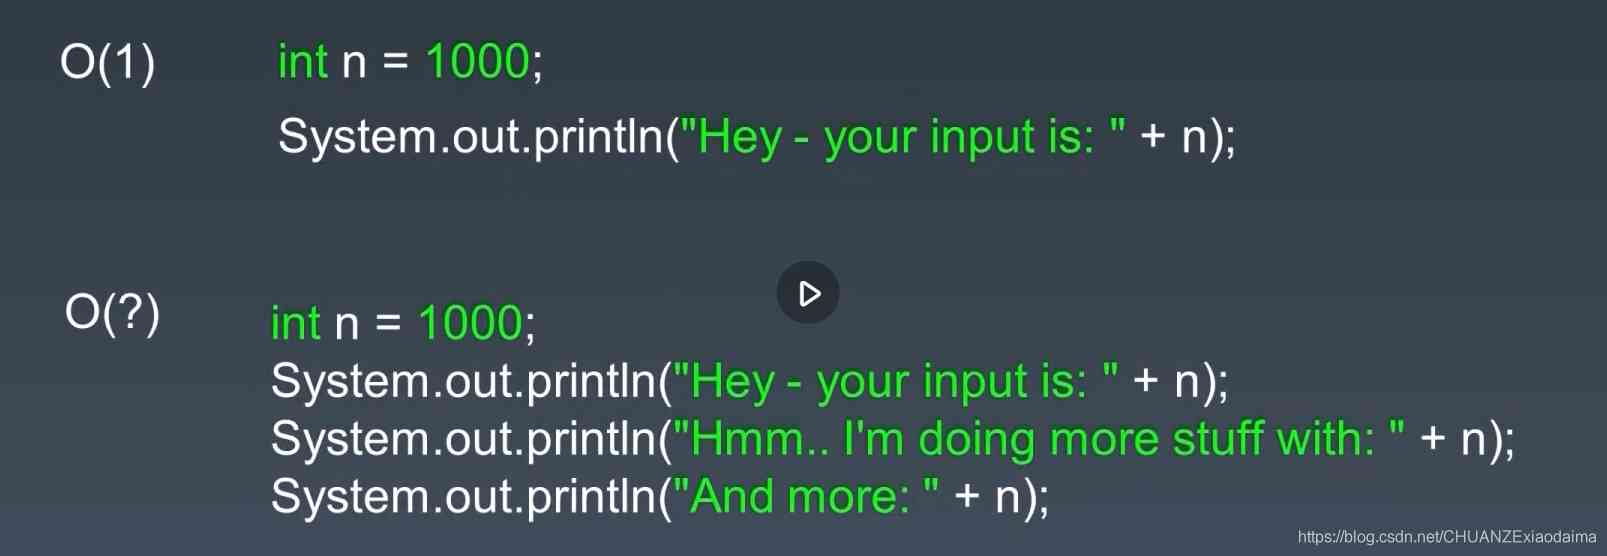 O(1) int n = 1000;
System.out.println("Hey - your input is: " + n);
O(?) int n = 1000;
System.out.println("Hey - your input is: " + n);
System.out.println("Hmm.. I'm doing more stuff with: " + n);
System.out.println("And more: " + n);
https://blog.csdn.net/CHUANZExiaodaima